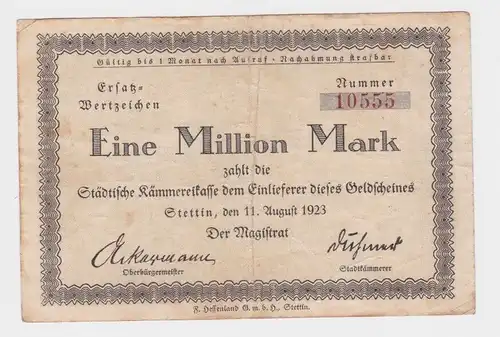 Gültig bis 1 Monat nach Aufruf - Nachahmung strafbar
Ersatz-
Wertzeichen
Nummer
10555
Eine Million Mark
zahlt die
Städtische Kämmereikasse dem Einlieferer dieses Geldscheines
Stettin, den 11. August 1923
Der Magistrat
Ackermann
Oberbürgermeister
Stadtkämmerer
F. Hessenland G. m. b. H., Stettin.